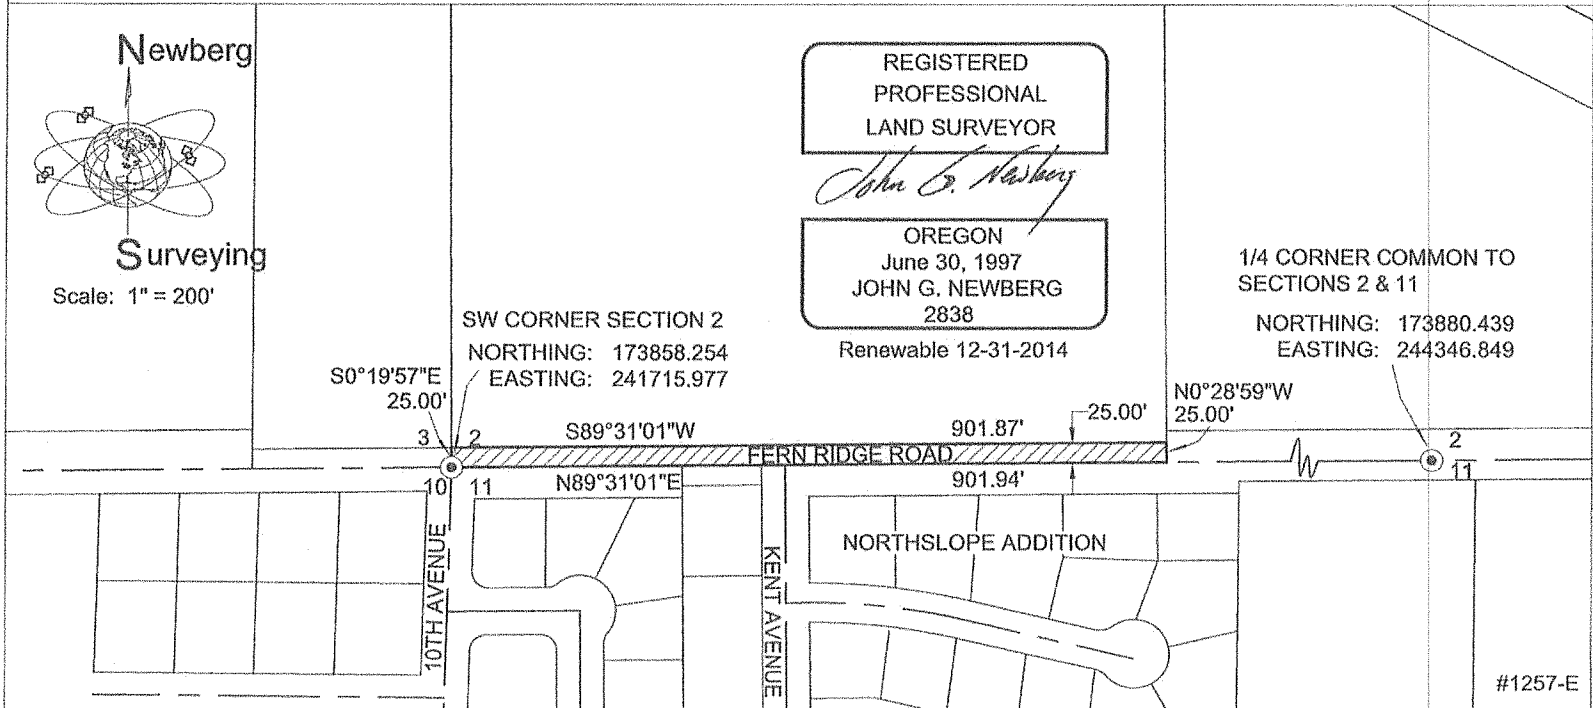 Newberg
Surveying
Scale: 1" = 200'
REGISTERED
PROFESSIONAL
LAND SURVEYOR
John G. Newberg
OREGON
June 30, 1997
JOHN G. NEWBERG
2838
Renewable 12-31-2014
1/4 CORNER COMMON TO
SECTIONS 2 & 11
NORTHING: 173880.439
EASTING: 244346.849
SW CORNER SECTION 2
NORTHING: 173858.254
EASTING: 241715.977
S0°19'57"E
25.00'
N0°28'59"W
25.00'
25.00'
3 2
S89°31'01"W
901.87'
2
FERN RIDGE ROAD
10 11
N89°31'01"E
901.94'
11
NORTHSLOPE ADDITION
10TH AVENUE
KENT AVENUE
#1257-E